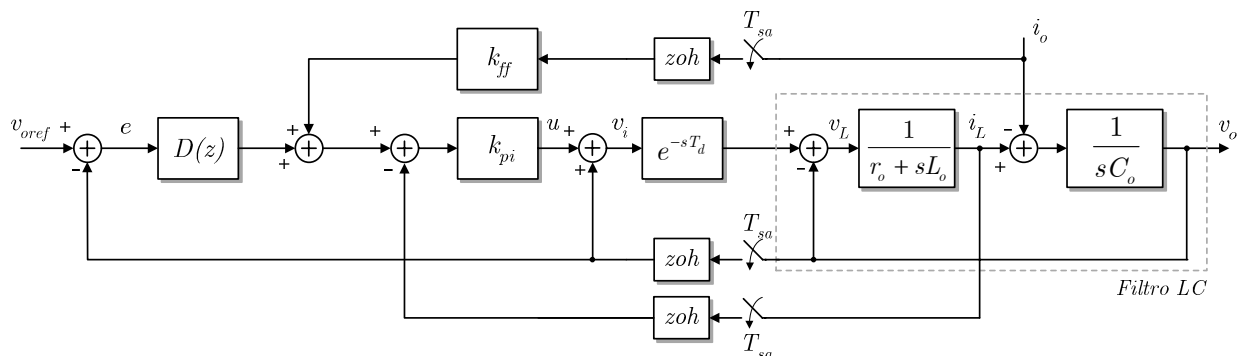 T_sa
i_o
k_ff
zoh
v_oref + e
D(z)
+
+
+
-
k_pi
u + v_i
+
e^{-sT_d}
+
-
v_L
1
r_o + sL_o
i_L
-
+
1
sC_o
v_o
-
zoh
T_sa
Filtro LC
zoh
T_sa